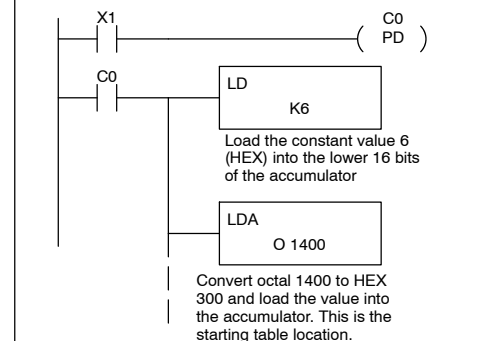 X1
C0
PD
C0
LD
K6
Load the constant value 6
(HEX) into the lower 16 bits
of the accumulator
LDA
O 1400
Convert octal 1400 to HEX
300 and load the value into
the accumulator. This is the
starting table location.